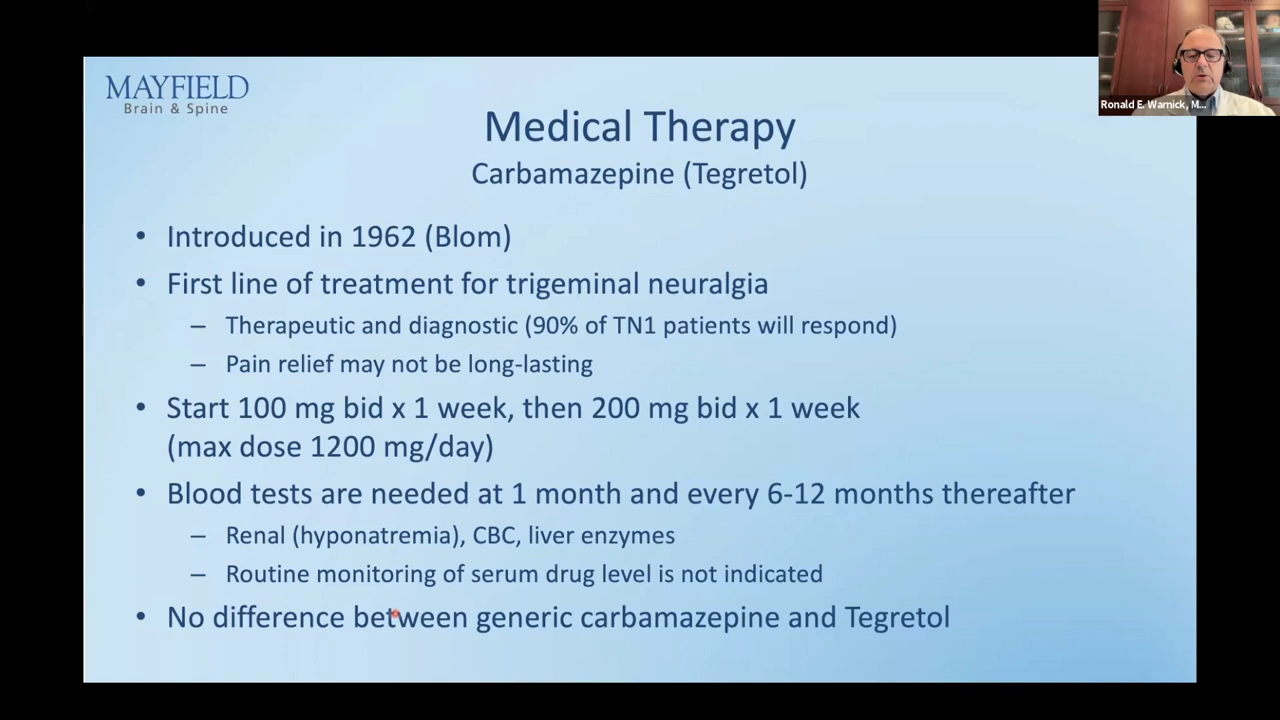 MAYFIELD
Brain & Spine
Ronald E. Warnick, M...
Medical Therapy
Carbamazepine (Tegretol)
• Introduced in 1962 (Blom)
• First line of treatment for trigeminal neuralgia
– Therapeutic and diagnostic (90% of TN1 patients will respond)
– Pain relief may not be long-lasting
• Start 100 mg bid x 1 week, then 200 mg bid x 1 week
(max dose 1200 mg/day)
• Blood tests are needed at 1 month and every 6-12 months thereafter
– Renal (hyponatremia), CBC, liver enzymes
– Routine monitoring of serum drug level is not indicated
• No difference between generic carbamazepine and Tegretol